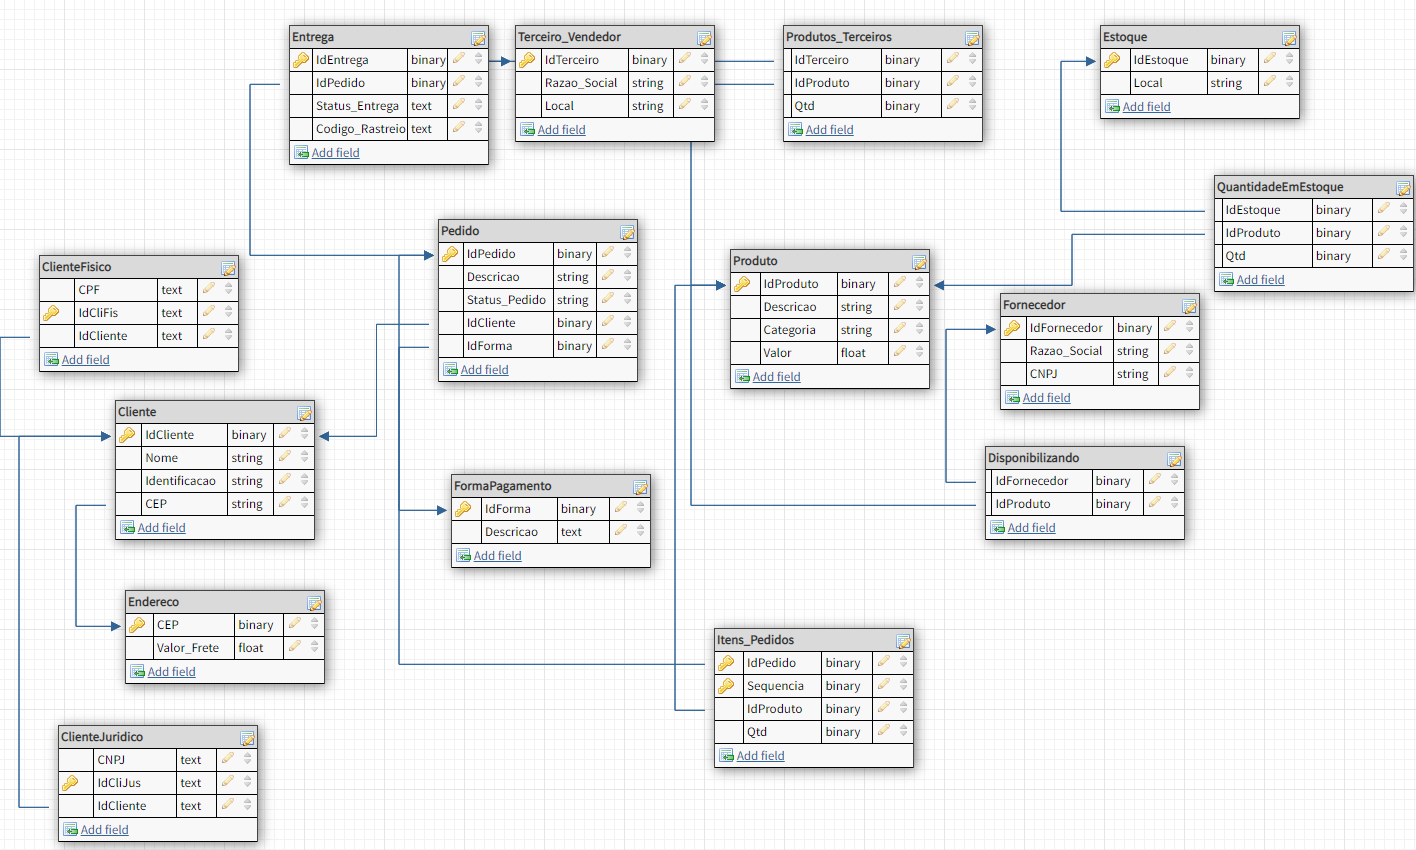 Entrega
IdEntrega binary
IdPedido binary
Status_Entrega text
Codigo_Rastreio text
Add field
Terceiro_Vendedor
IdTerceiro binary
Razao_Social string
Local string
Add field
Produtos_Terceiros
IdTerceiro binary
IdProduto binary
Qtd binary
Add field
Estoque
IdEstoque binary
Local string
Add field
QuantidadeEmEstoque
IdEstoque binary
IdProduto binary
Qtd binary
Add field
Pedido
IdPedido binary
Descricao string
Status_Pedido string
IdCliente binary
IdForma binary
Add field
ClienteFisico
CPF text
IdCliFis text
IdCliente text
Add field
Produto
IdProduto binary
Descricao string
Categoria string
Valor float
Add field
Fornecedor
IdFornecedor binary
Razao_Social string
CNPJ string
Add field
Cliente
IdCliente binary
Nome string
Identificacao string
CEP string
Add field
FormaPagamento
IdForma binary
Descricao text
Add field
Disponibilizando
IdFornecedor binary
IdProduto binary
Add field
Endereco
CEP binary
Valor_Frete float
Add field
Itens_Pedidos
IdPedido binary
Sequencia binary
IdProduto binary
Qtd binary
Add field
ClienteJuridico
CNPJ text
IdCliJus text
IdCliente text
Add field